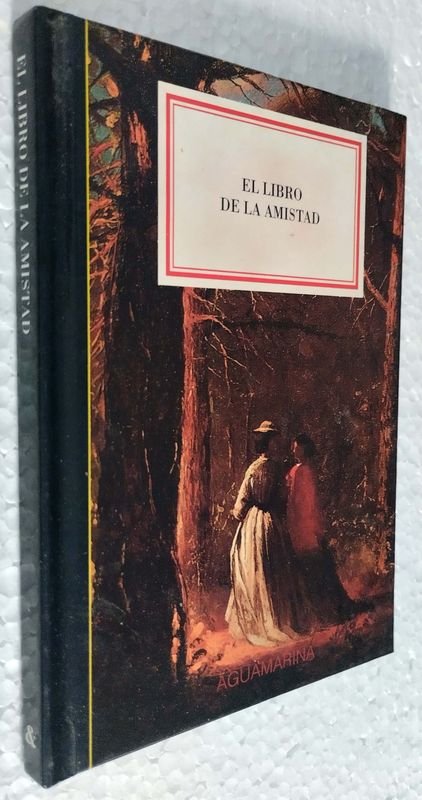 EL LIBRO
DE LA AMISTAD
AGUAMARINA
EL LIBRO DE LA AMISTAD
&